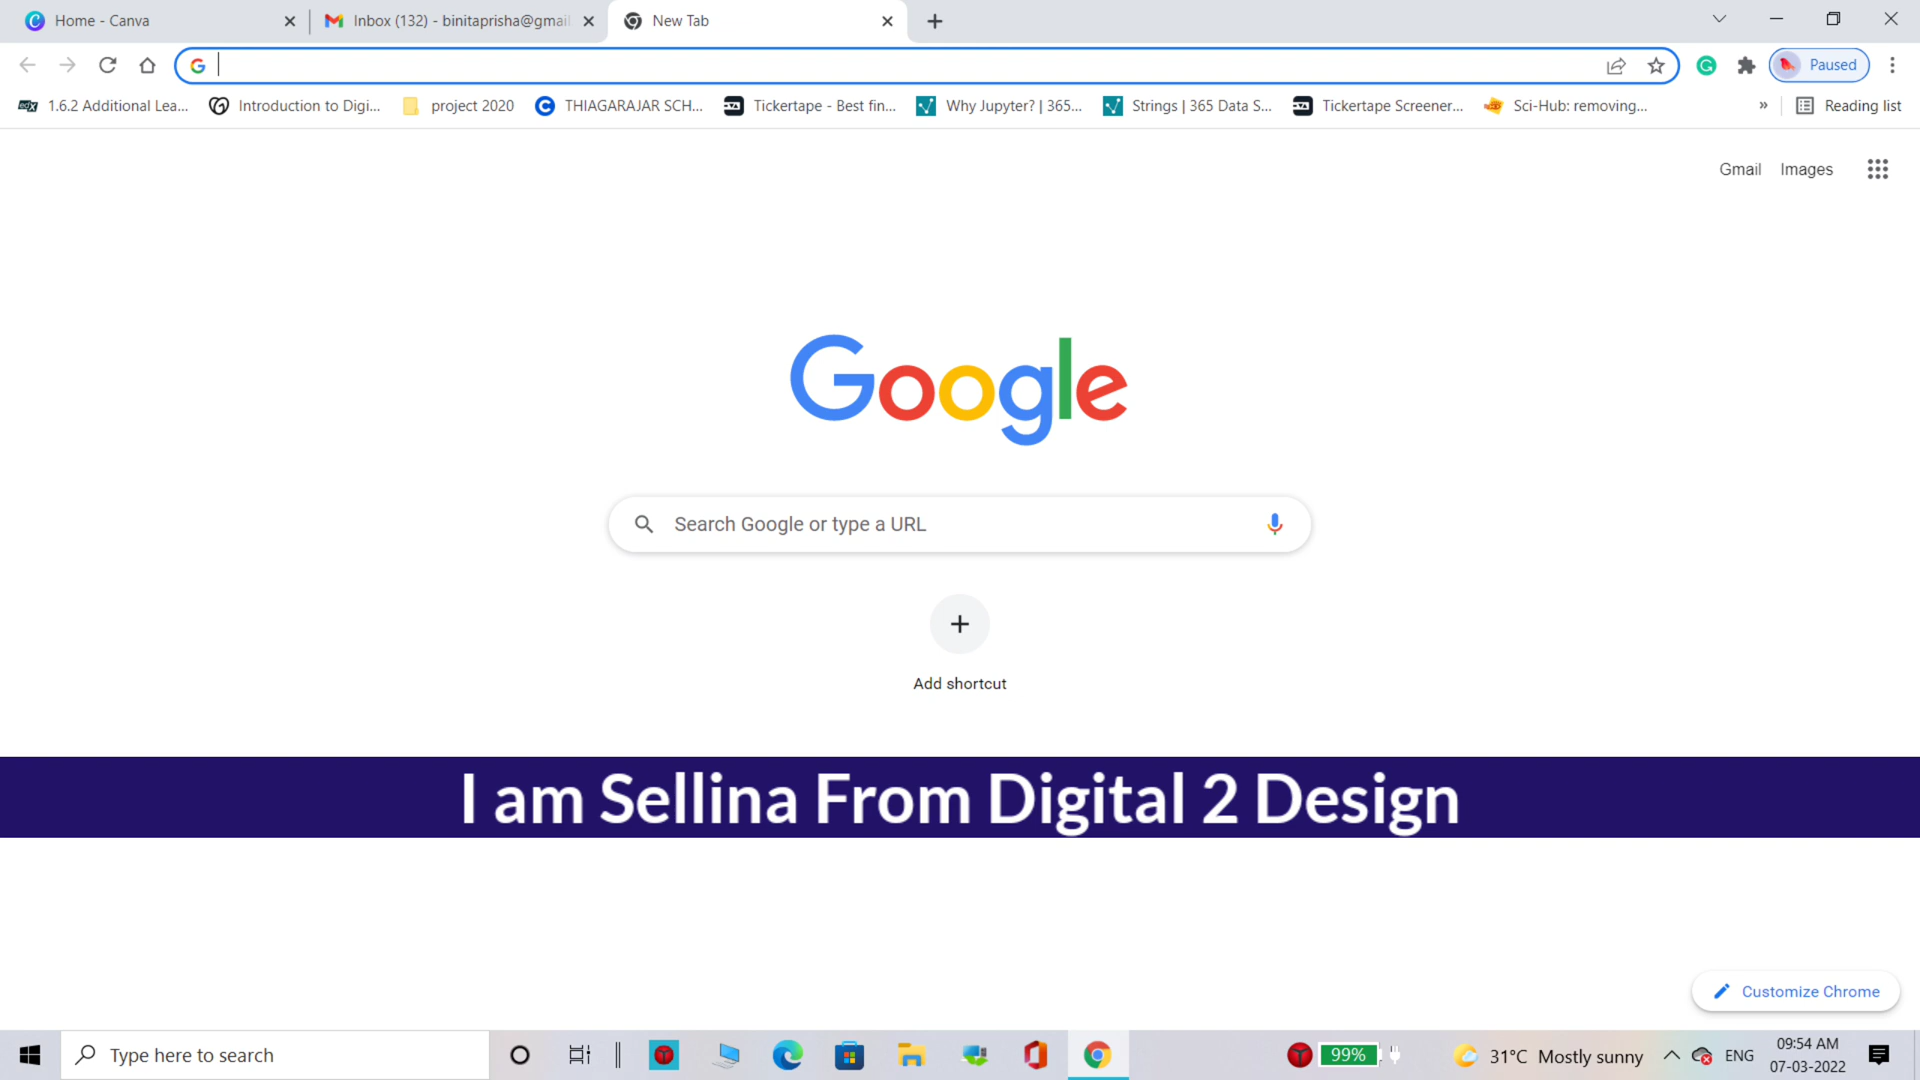 Home - Canva
Inbox (132) - binitaprisha@gmail
New Tab
Paused
1.6.2 Additional Lea...
Introduction to Digi...
project 2020
THIAGARAJAR SCH...
Tickertape - Best fin...
Why Jupyter? | 365...
Strings | 365 Data S...
Tickertape Screener...
Sci-Hub: removing...
»
Reading list
Gmail
Images
Google
Search Google or type a URL
Add shortcut
I am Sellina From Digital 2 Design
Customize Chrome
Type here to search
99%
31°C Mostly sunny
ENG
09:54 AM
07-03-2022